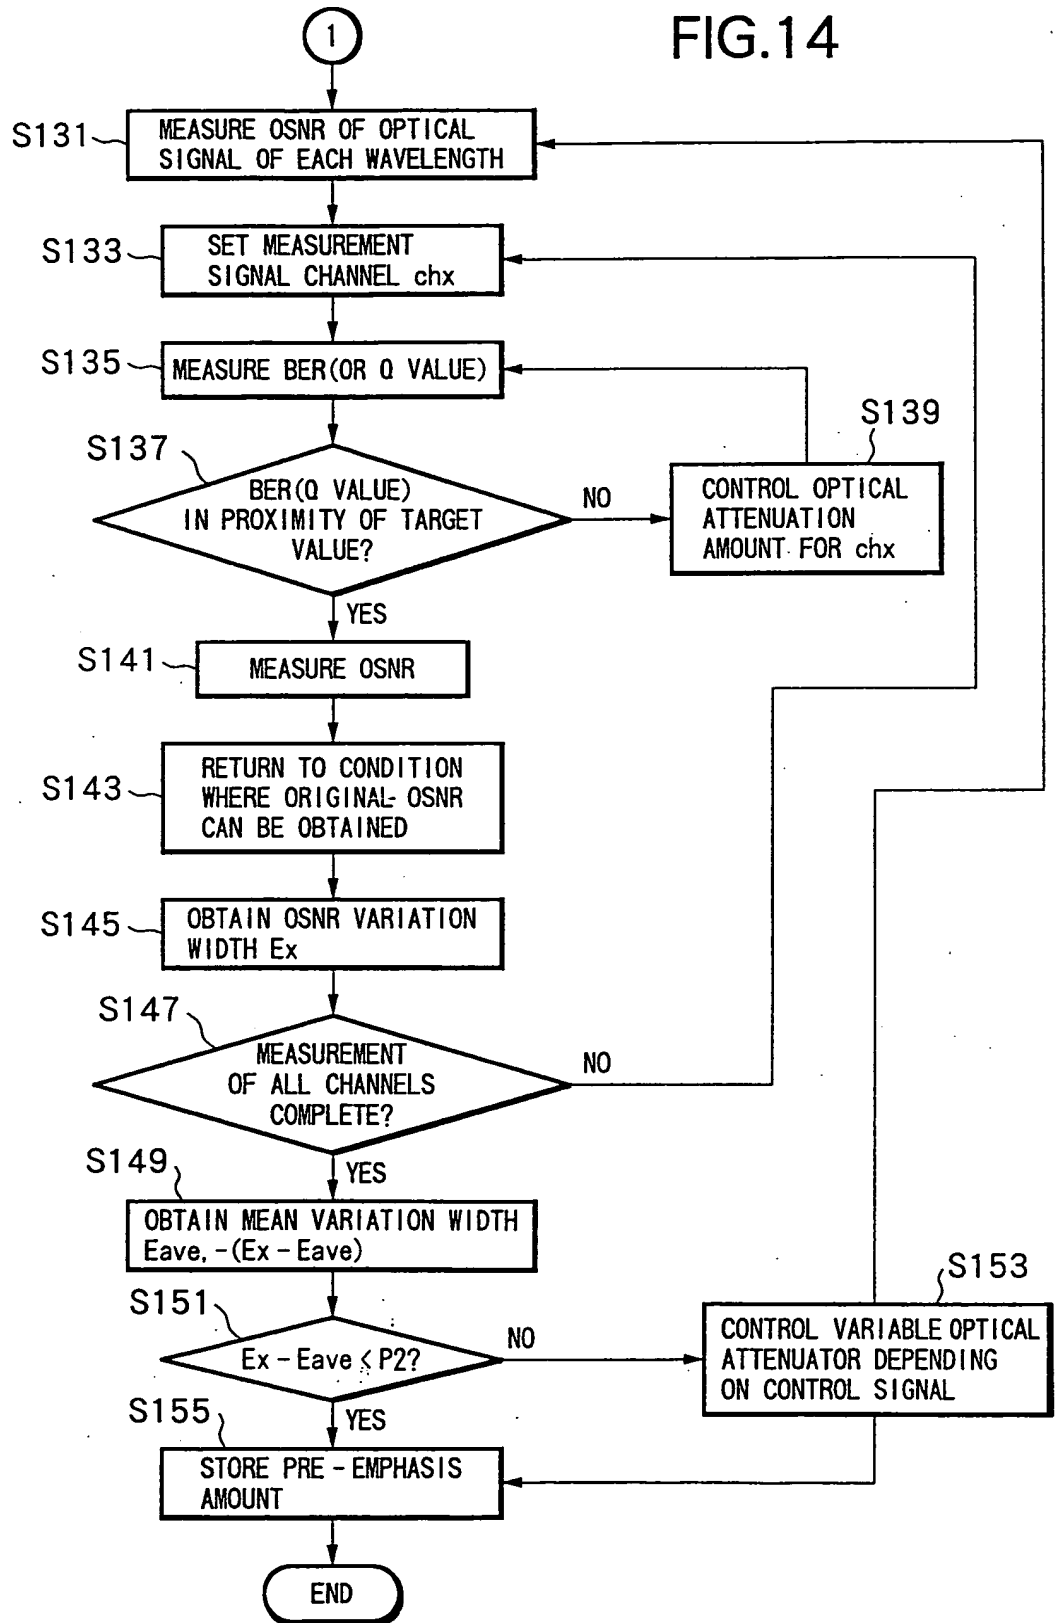 FIG.14
1
S131
MEASURE OSNR OF OPTICAL
SIGNAL OF EACH WAVELENGTH
S133
SET MEASUREMENT
SIGNAL CHANNEL chx
S135
MEASURE BER(OR Q VALUE)
S137
BER(Q VALUE)
IN PROXIMITY OF TARGET
VALUE?
NO
S139
CONTROL OPTICAL
ATTENUATION
AMOUNT FOR chx
YES
S141
MEASURE OSNR
S143
RETURN TO CONDITION
WHERE ORIGINAL OSNR
CAN BE OBTAINED
S145
OBTAIN OSNR VARIATION
WIDTH Ex
S147
MEASUREMENT
OF ALL CHANNELS
COMPLETE?
NO
YES
S149
OBTAIN MEAN VARIATION WIDTH
Eave, -(Ex - Eave)
S151
Ex - Eave < P2?
NO
S153
CONTROL VARIABLE OPTICAL
ATTENUATOR DEPENDING
ON CONTROL SIGNAL
YES
S155
STORE PRE-EMPHASIS
AMOUNT
END